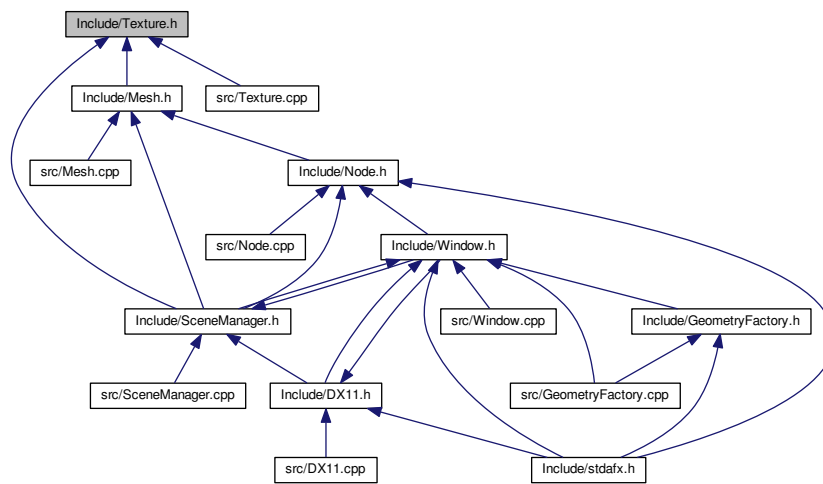 Include/Texture.h
Include/Mesh.h
src/Texture.cpp
src/Mesh.cpp
Include/Node.h
src/Node.cpp
Include/Window.h
Include/SceneManager.h
src/Window.cpp
Include/GeometryFactory.h
src/SceneManager.cpp
Include/DX11.h
src/GeometryFactory.cpp
src/DX11.cpp
Include/stdafx.h